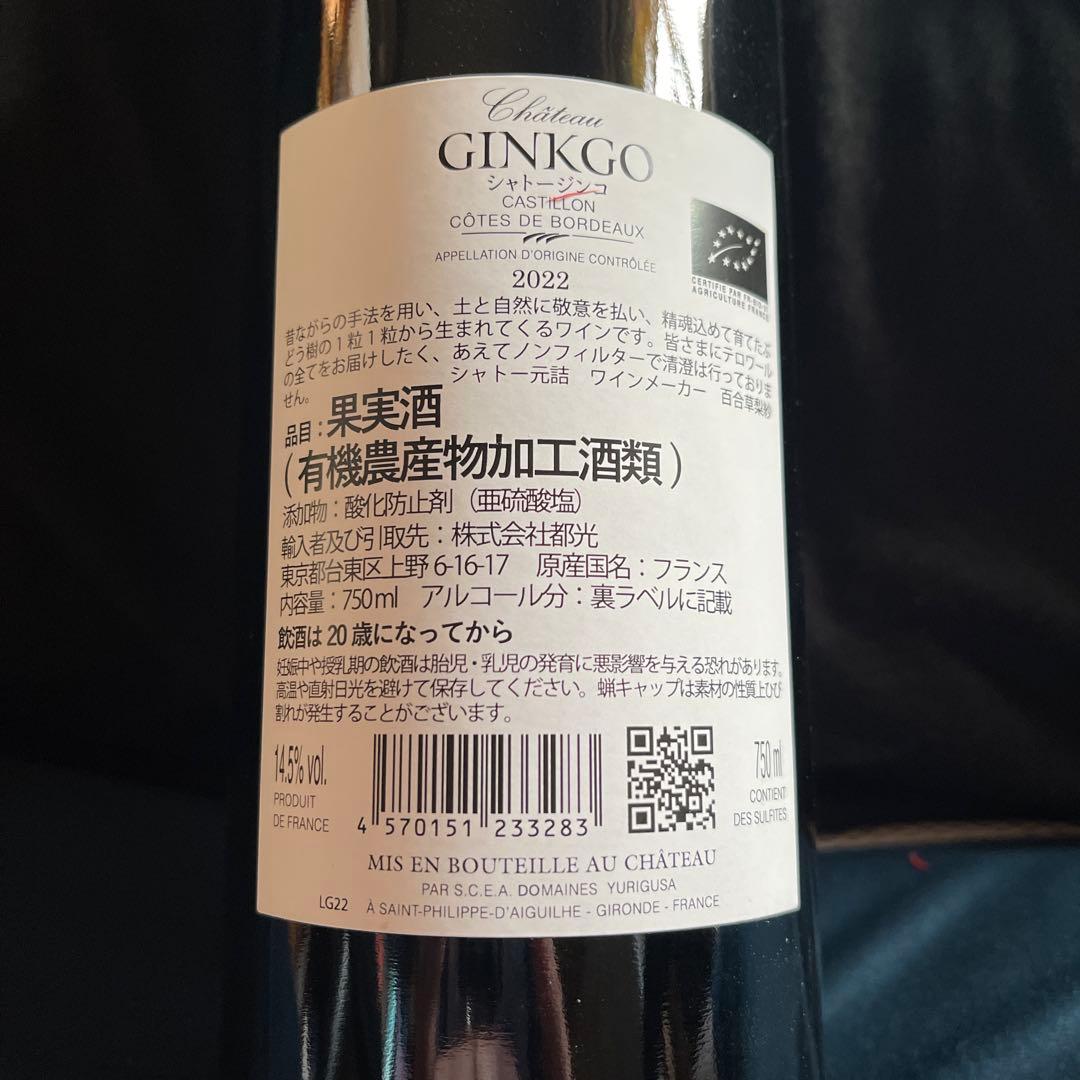 Château
GINKGO
シャトージンコ
CASTILLON
CÔTES DE BORDEAUX
APPELLATION D'ORIGINE CONTRÔLÉE
2022
CERTIFIÉ PAR FR-BIO-
AGRICULTURE FRANCE
昔ながらの手法を用い、土と自然に敬意を払い、精魂込めて育てたぶ
どう樹の1粒1粒から生まれてくるワインです。皆さまにテロワール
の全てをお届けしたく、あえてノンフィルターで清澄は行っておりま
せん。
シャトー元詰 ワインメーカー 百合草梨紗
品目：果実酒
(有機農産物加工酒類)
添加物：酸化防止剤（亜硫酸塩）
輸入者及び引取先：株式会社都光
東京都台東区上野 6-16-17 原産国名：フランス
内容量：750ml アルコール分：裏ラベルに記載
飲酒は 20 歳になってから
妊娠中や授乳期の飲酒は胎児・乳児の発育に悪影響を与える恐れがあります。
高温や直射日光を避けて保存してください。蝋キャップは素材の性質上ひび
割れが発生することがございます。
14.5% vol.
PRODUIT
DE FRANCE
4 570151 233283
750 ml
CONTIENT
DES SULFITES
MIS EN BOUTEILLE AU CHÂTEAU
PAR S.C.E.A. DOMAINES YURIGUSA
LG22 À SAINT-PHILIPPE-D'AIGUILHE - GIRONDE - FRANCE